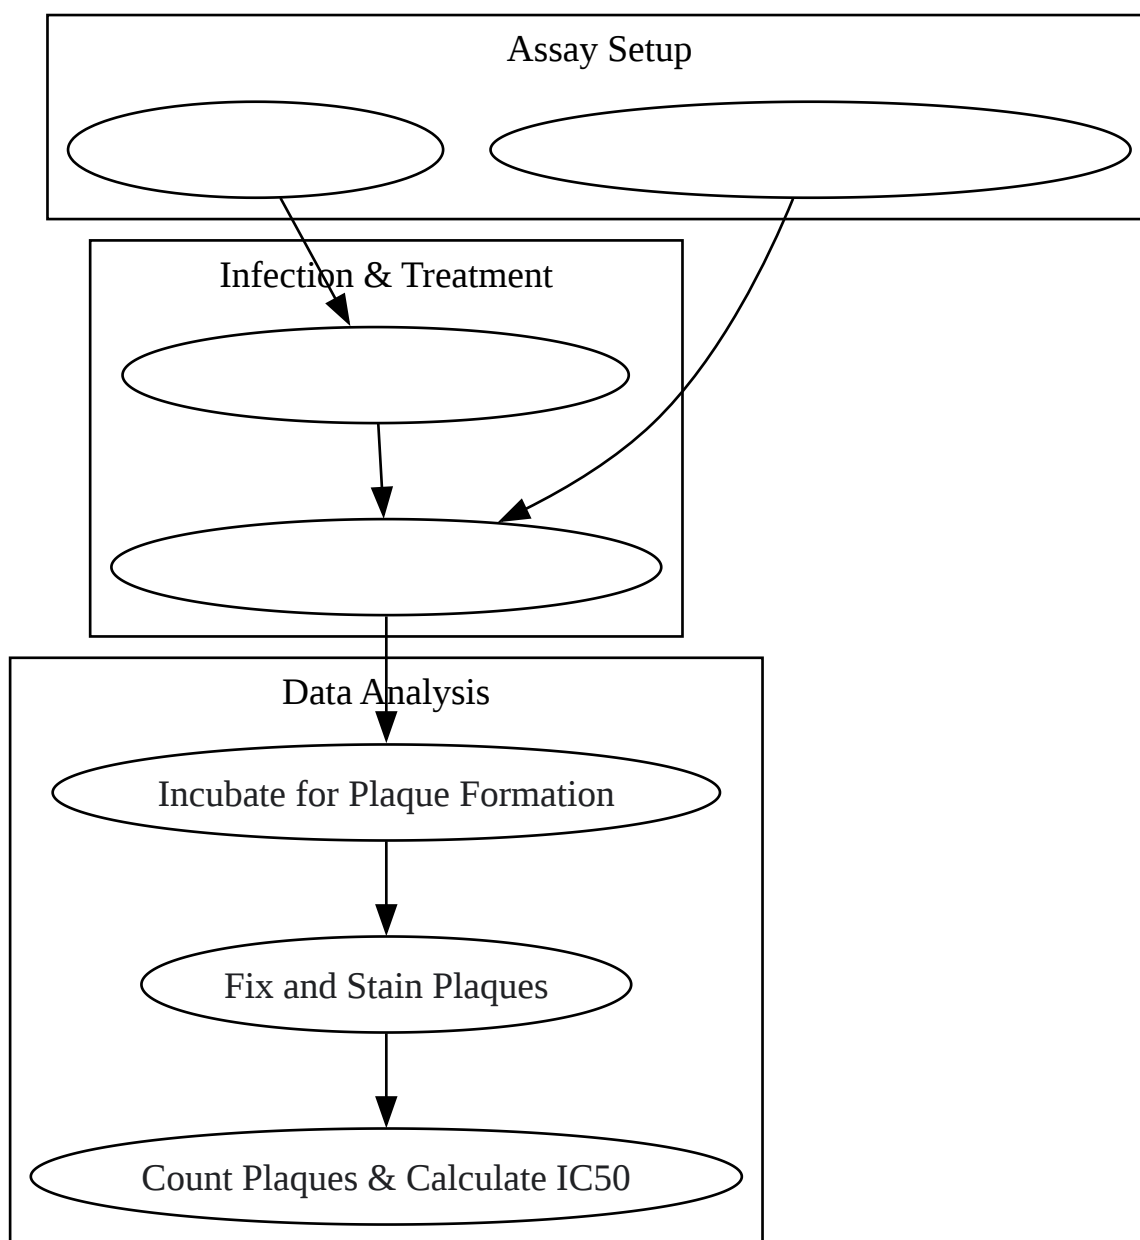 Assay Setup
Infection & Treatment
Data Analysis
Incubate for Plaque Formation
Fix and Stain Plaques
Count Plaques & Calculate IC50